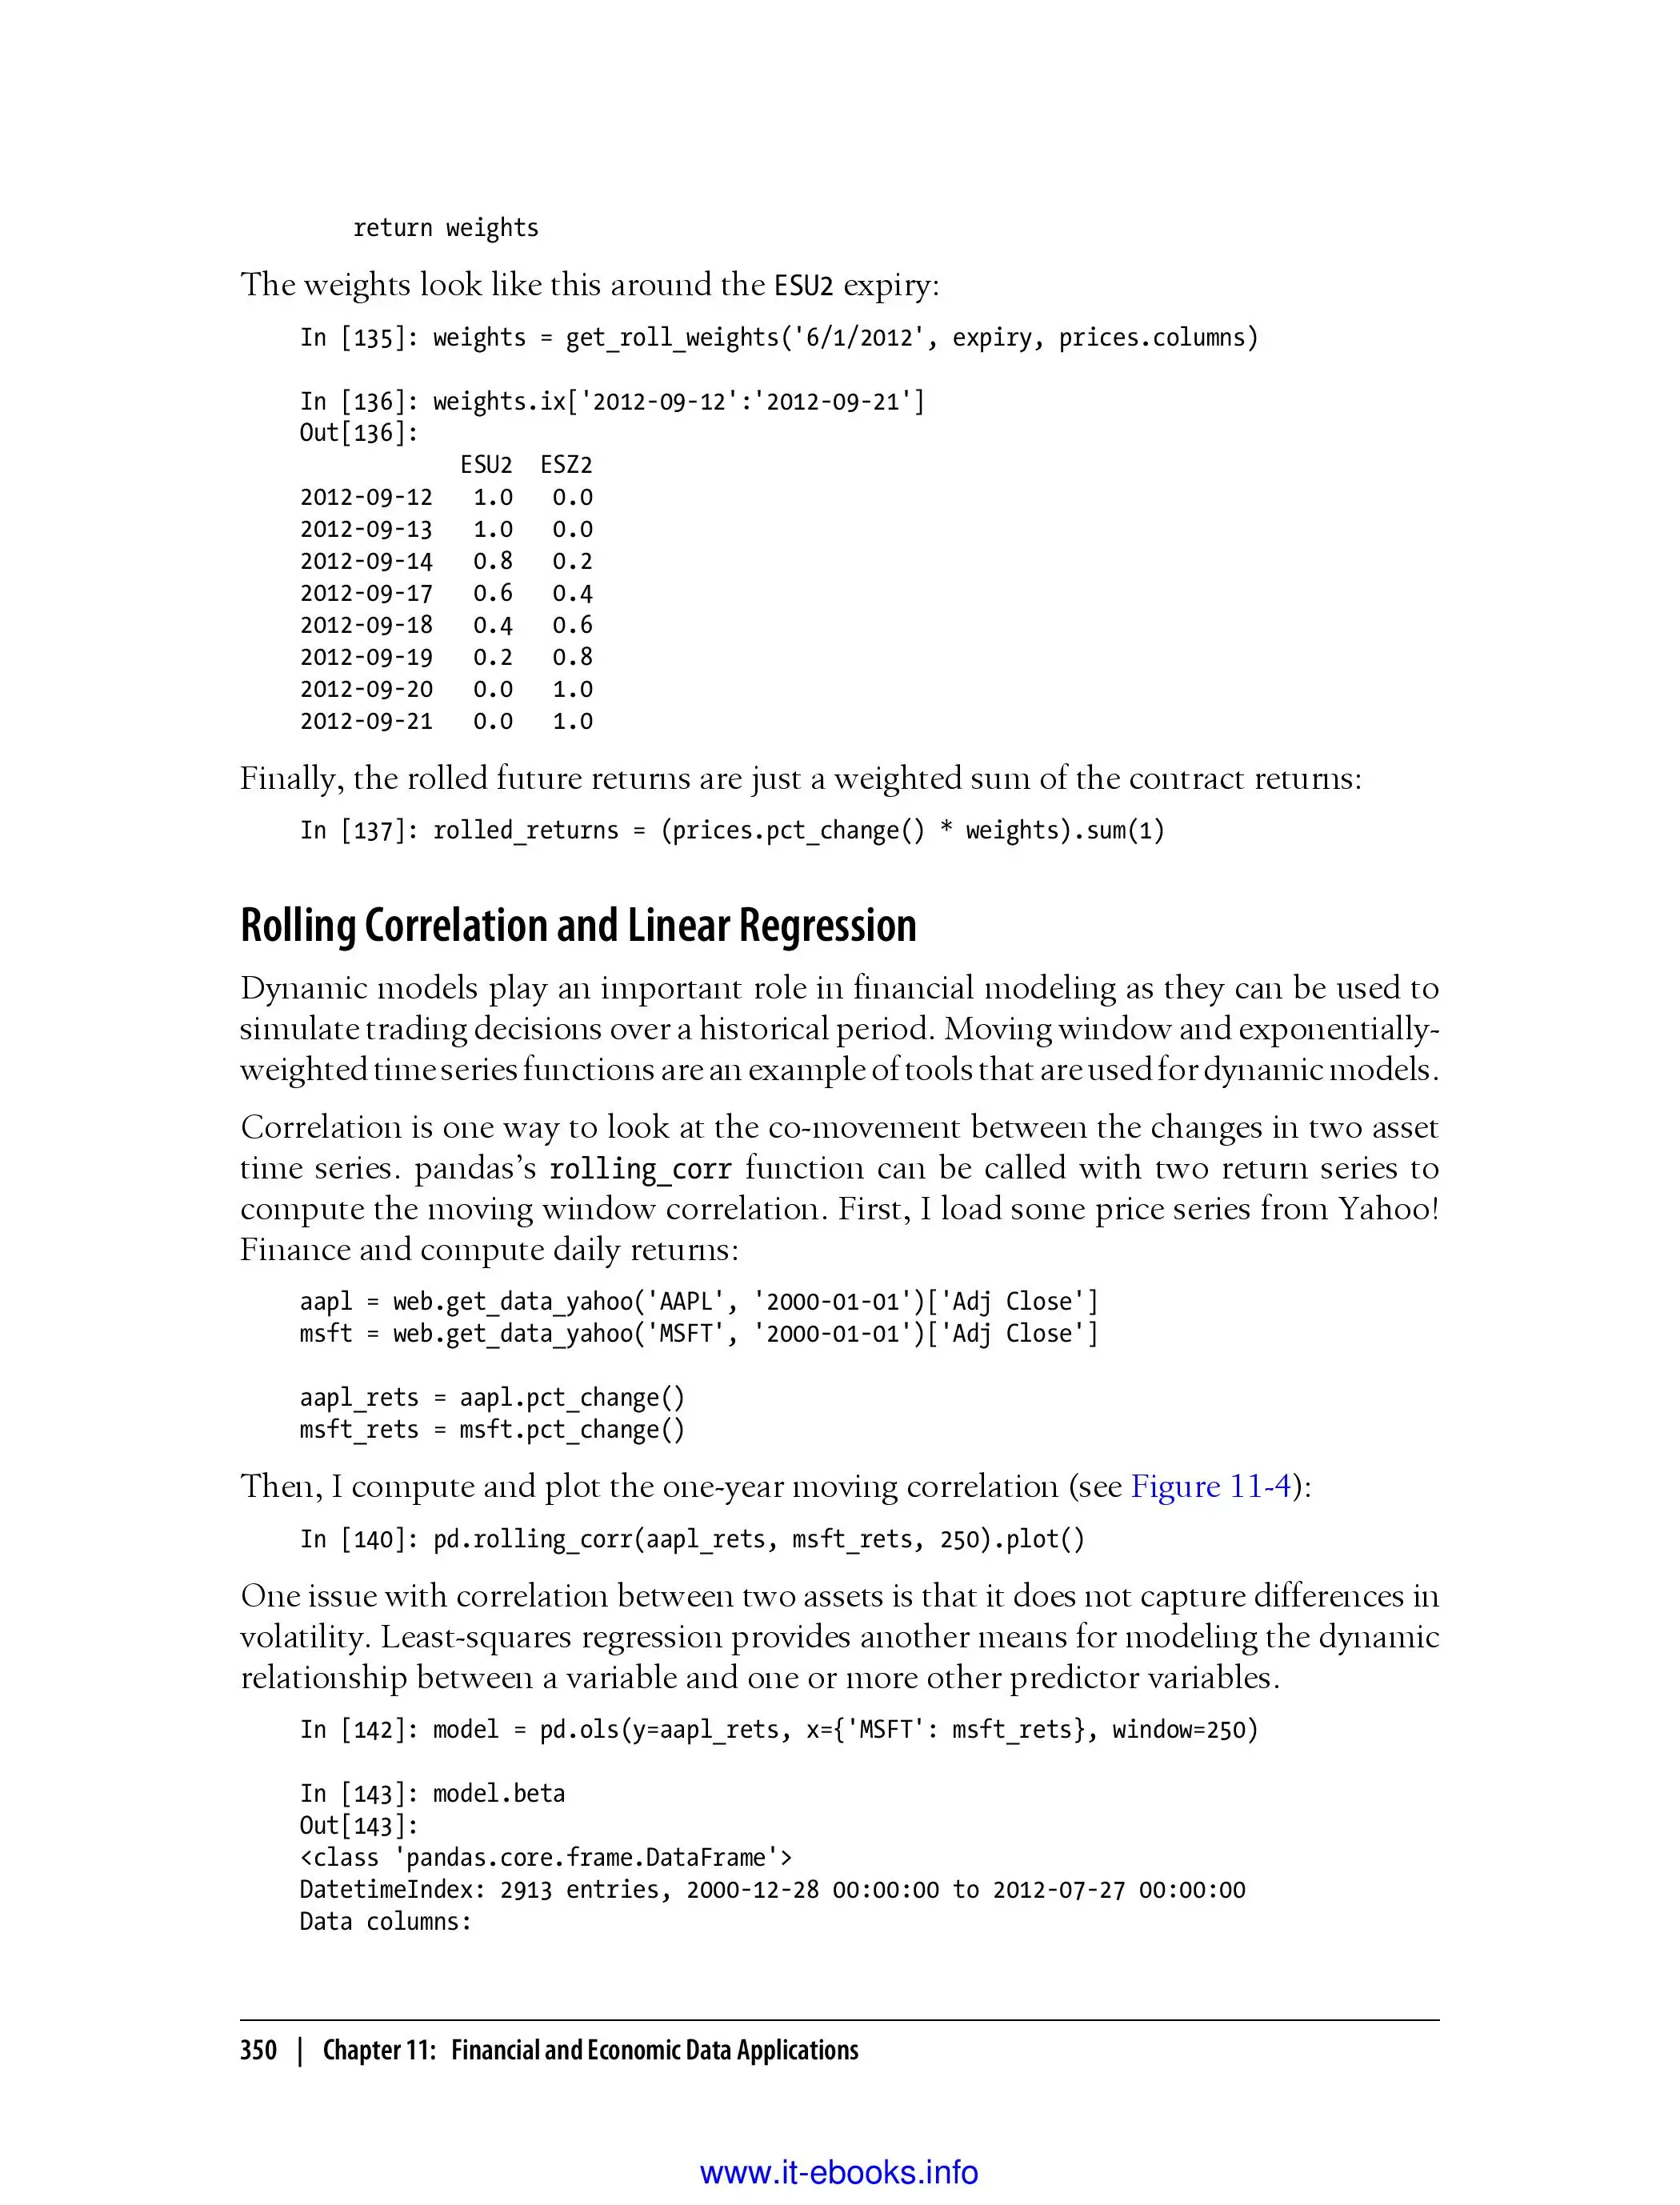 return weights
The weights look like this around the ESU2 expiry:
In [135]: weights = get_roll_weights('6/1/2012', expiry, prices.columns)
In [136]: weights.ix['2012-09-12':'2012-09-21']
Out[136]:
ESU2 ESZ2
2012-09-12 1.0 0.0
2012-09-13 1.0 0.0
2012-09-14 0.8 0.2
2012-09-17 0.6 0.4
2012-09-18 0.4 0.6
2012-09-19 0.2 0.8
2012-09-20 0.0 1.0
2012-09-21 0.0 1.0
Finally, the rolled future returns are just a weighted sum of the contract returns:
In [137]: rolled_returns = (prices.pct_change() * weights).sum(1)
Rolling Correlation and Linear Regression
Dynamic models play an important role in financial modeling as they can be used to
simulate trading decisions over a historical period. Moving window and exponentially-
weighted time series functions are an example of tools that are used for dynamic models.
Correlation is one way to look at the co-movement between the changes in two asset
time series. pandas’s rolling_corr function can be called with two return series to
compute the moving window correlation. First, I load some price series from Yahoo!
Finance and compute daily returns:
aapl = web.get_data_yahoo('AAPL', '2000-01-01')['Adj Close']
msft = web.get_data_yahoo('MSFT', '2000-01-01')['Adj Close']
aapl_rets = aapl.pct_change()
msft_rets = msft.pct_change()
Then, I compute and plot the one-year moving correlation (see Figure 11-4):
In [140]: pd.rolling_corr(aapl_rets, msft_rets, 250).plot()
One issue with correlation between two assets is that it does not capture differences in
volatility. Least-squares regression provides another means for modeling the dynamic
relationship between a variable and one or more other predictor variables.
In [142]: model = pd.ols(y=aapl_rets, x={'MSFT': msft_rets}, window=250)
In [143]: model.beta
Out[143]:
<class 'pandas.core.frame.DataFrame'>
DatetimeIndex: 2913 entries, 2000-12-28 00:00:00 to 2012-07-27 00:00:00
Data columns:
350 | Chapter 11: Financial and Economic Data Applications
www.it-ebooks.info